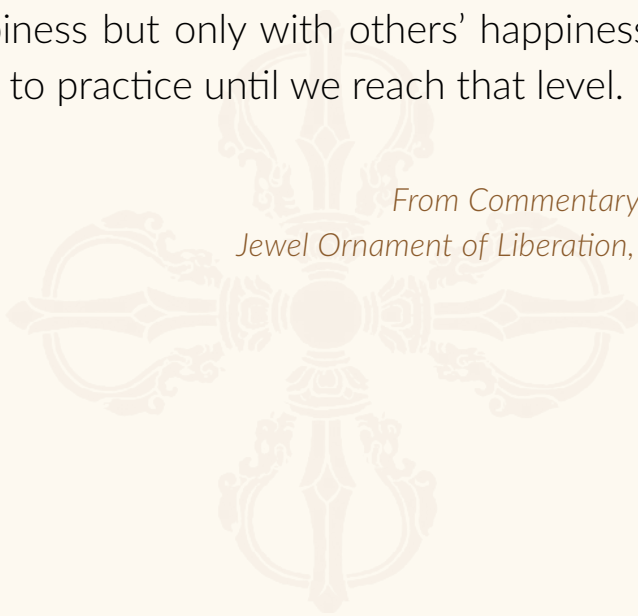 iness but only with others’ happiness
to practice until we reach that level.
From Commentary
Jewel Ornament of Liberation,